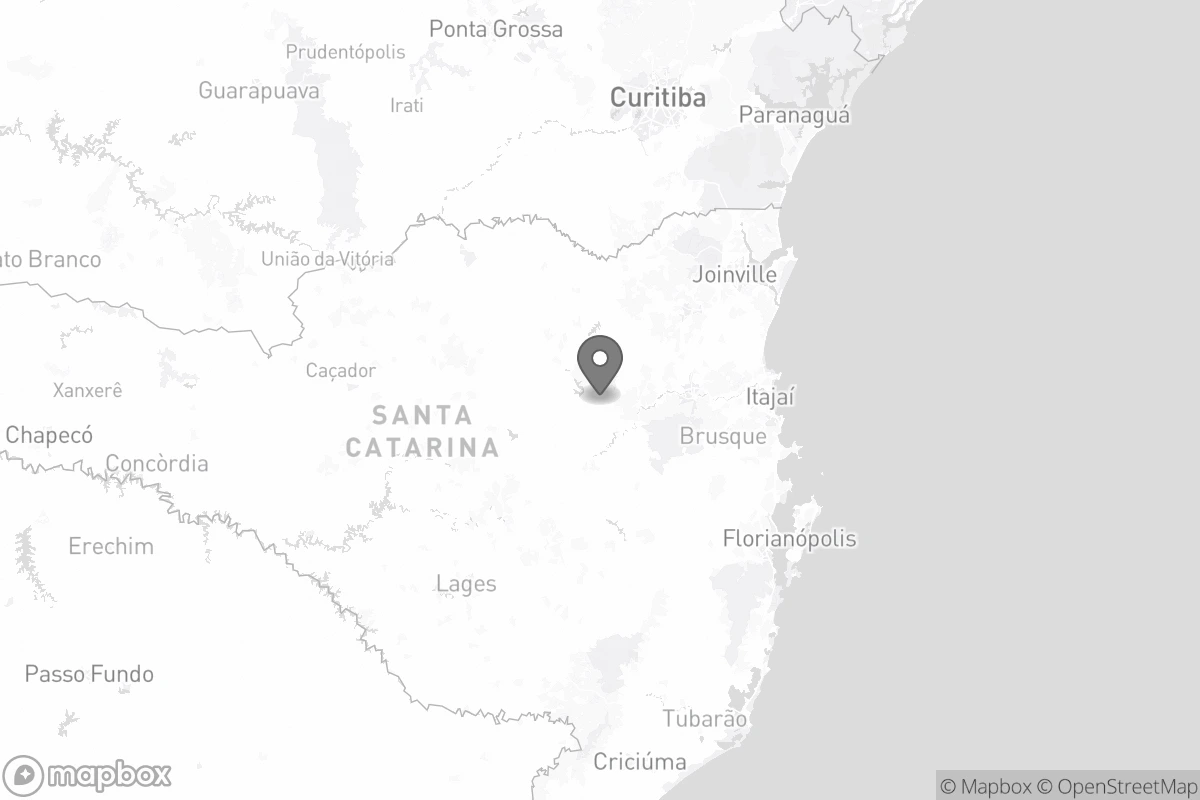 Ponta Grossa
Prudentópolis
Guarapuava
Curitiba
Irati
Paranaguá
ato Branco
União da Vitória
Joinville
Caçador
Xanxerê
Itajaí
SANTA
CATARINA
Chapecó
Brusque
Concòrdia
Florianópolis
Erechim
Lages
Passo Fundo
Tubarão
Criciúma
mapbox
© Mapbox © OpenStreetMap